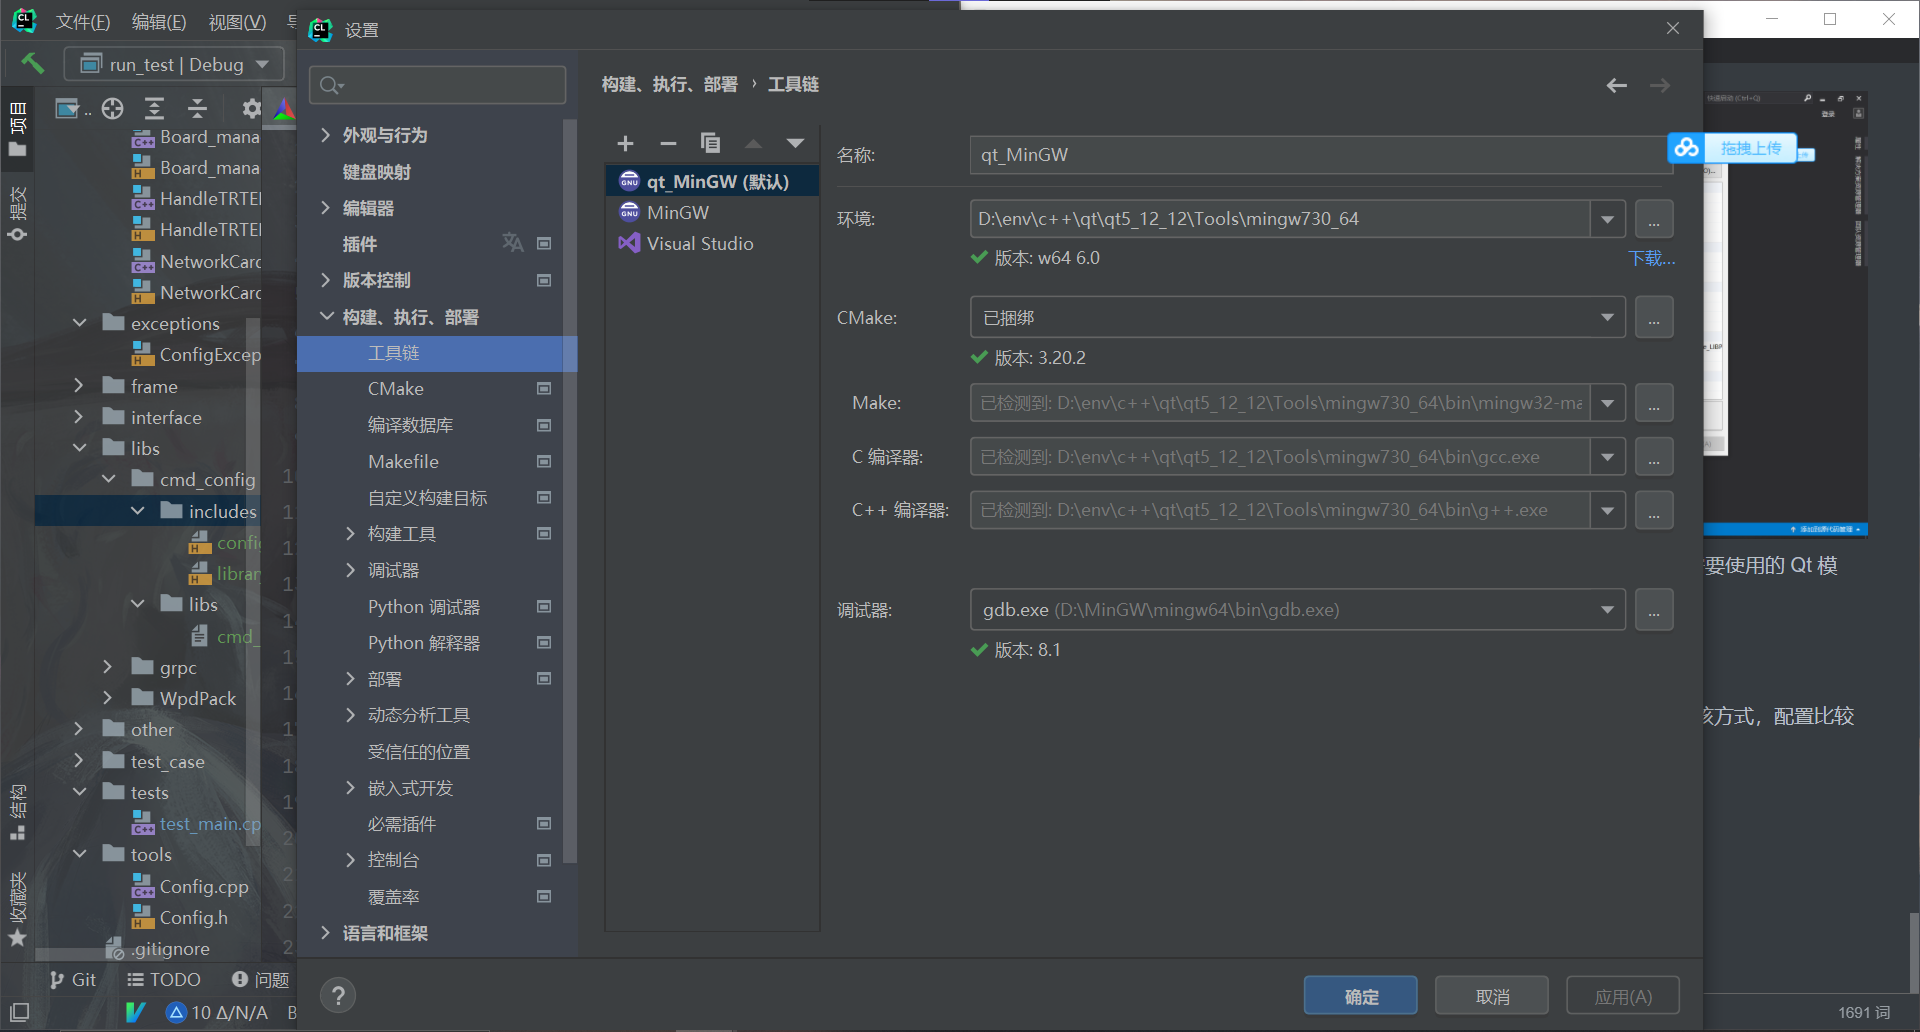 文件(F) 编辑(E) 视图(V)
设置
run_test | Debug
项目
提交
结构
收藏夹
Board_mana
Board_mana
HandleTRTE
HandleTRTE
NetworkCard
NetworkCard
exceptions
ConfigExcep
frame
interface
libs
cmd_config
includes
config
library
libs
cmd_
grpc
WpdPack
other
test_case
tests
test_main.cp
tools
Config.cpp
Config.h
.gitignore
Git TODO 问题
10 Δ/N/A B
外观与行为
键盘映射
编辑器
插件
版本控制
构建、执行、部署
工具链
CMake
编译数据库
Makefile
自定义构建目标
构建工具
调试器
Python 调试器
Python 解释器
部署
动态分析工具
受信任的位置
嵌入式开发
必需插件
控制台
覆盖率
语言和框架
构建、执行、部署 › 工具链
qt_MinGW (默认)
MinGW
Visual Studio
名称: qt_MinGW
环境: D:\env\c++\qt\qt5_12_12\Tools\mingw730_64 ...
版本: w64 6.0 下载...
CMake: 已捆绑 ...
版本: 3.20.2
Make: 已检测到: D:\env\c++\qt\qt5_12_12\Tools\mingw730_64\bin\mingw32-ma ...
C 编译器: 已检测到: D:\env\c++\qt\qt5_12_12\Tools\mingw730_64\bin\gcc.exe ...
C++ 编译器: 已检测到: D:\env\c++\qt\qt5_12_12\Tools\mingw730_64\bin\g++.exe ...
调试器: gdb.exe (D:\MinGW\mingw64\bin\gdb.exe) ...
版本: 8.1
? 确定 取消 应用(A)
拖拽上传
要使用的 Qt 模
方式，配置比较
1691 词